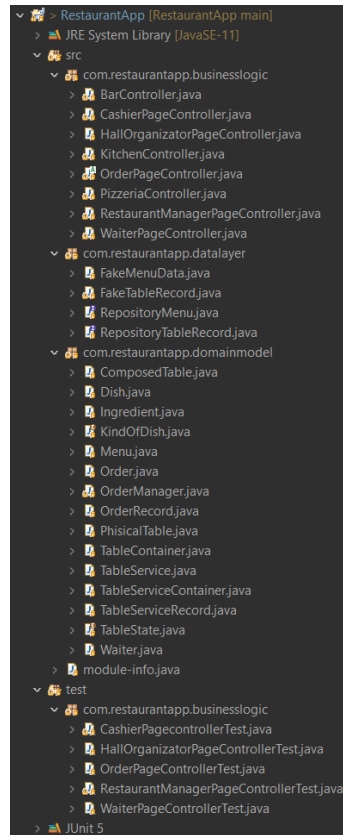 > RestaurantApp [RestaurantApp main]
JRE System Library [JavaSE-11]
src
com.restaurantapp.businesslogic
BarController.java
CashierPageController.java
HallOrganizatorPageController.java
KitchenController.java
OrderPageController.java
PizzeriaController.java
RestaurantManagerPageController.java
WaiterPageController.java
com.restaurantapp.datalayer
FakeMenuData.java
FakeTableRecord.java
RepositoryMenu.java
RepositoryTableRecord.java
com.restaurantapp.domainmodel
ComposedTable.java
Dish.java
Ingredient.java
KindOfDish.java
Menu.java
Order.java
OrderManager.java
OrderRecord.java
PhisicalTable.java
TableContainer.java
TableService.java
TableServiceContainer.java
TableServiceRecord.java
TableState.java
Waiter.java
module-info.java
test
com.restaurantapp.businesslogic
CashierPagecontrollerTest.java
HallOrganizatorPageControllerTest.java
OrderPageControllerTest.java
RestaurantManagerPageControllerTest.java
WaiterPageControllerTest.java
JUnit 5